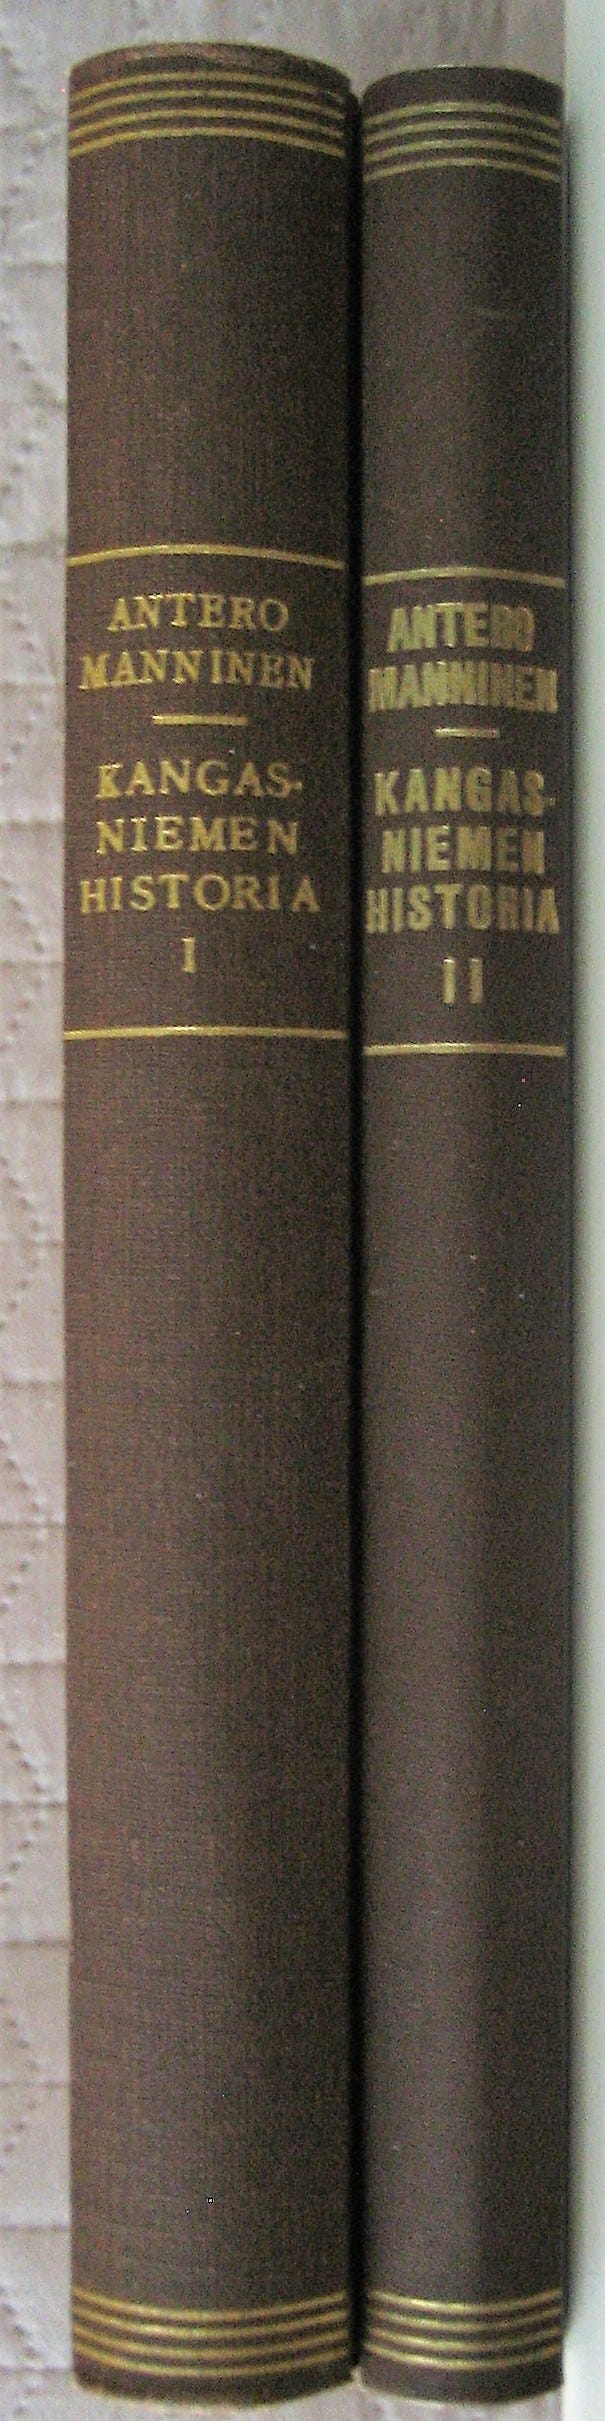 ANTERO
MANNINEN
KANGAS-
NIEMEN
HISTORIA
I
ANTERO
MANNINEN
KANGAS-
NIEMEN
HISTORIA
II